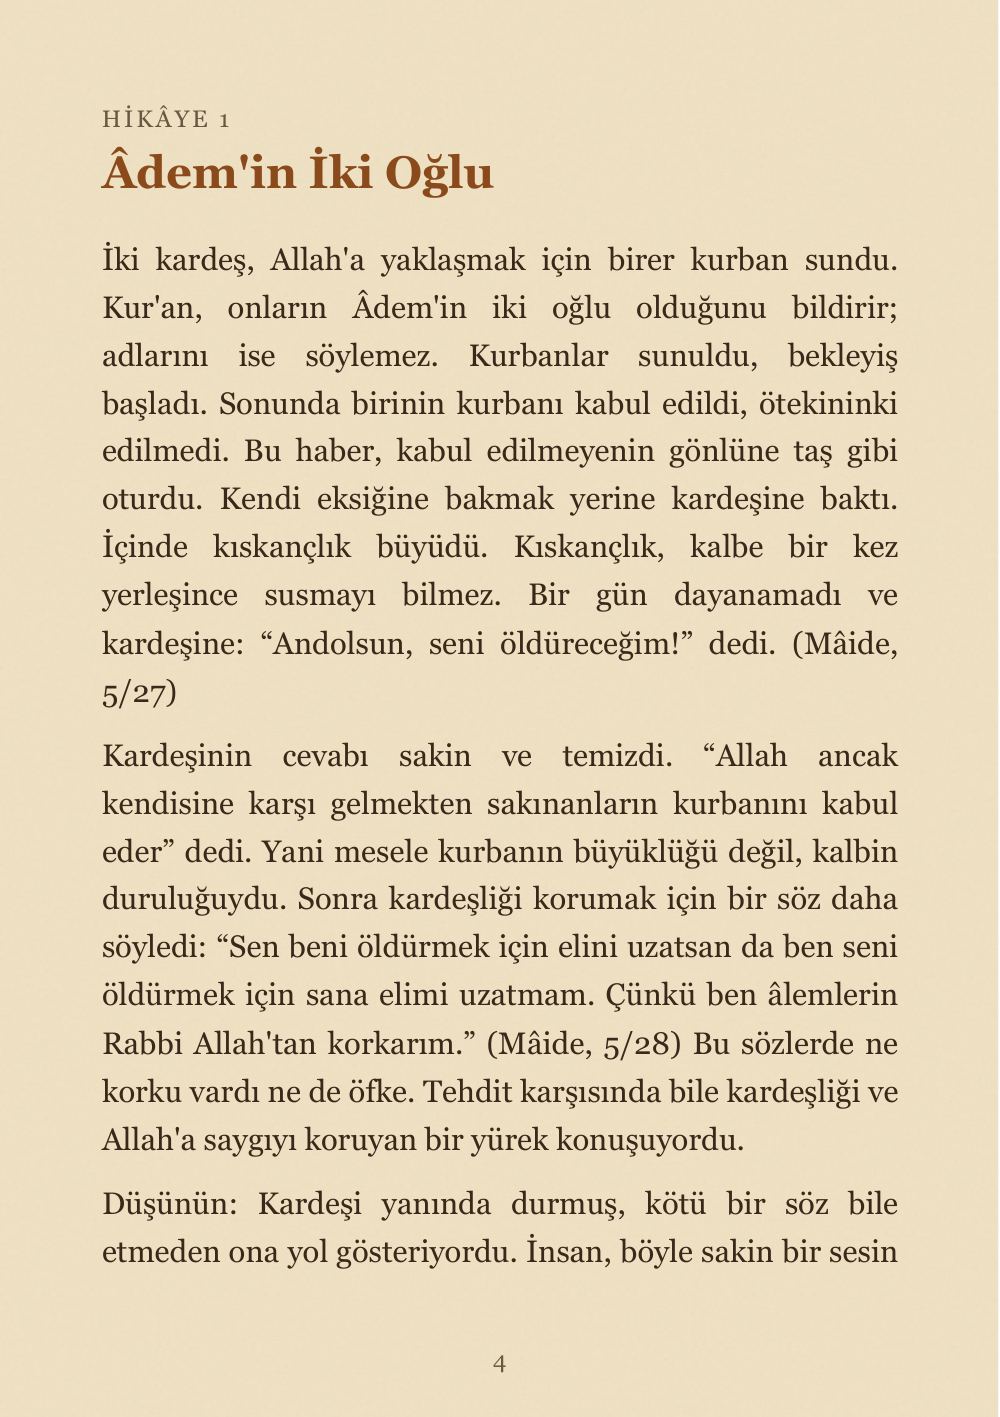 HİKÂYE 1
Âdem'in İki Oğlu
İki kardeş, Allah'a yaklaşmak için birer kurban sundu.
Kur'an, onların Âdem'in iki oğlu olduğunu bildirir;
adlarını ise söylemez. Kurbanlar sunuldu, bekleyiş
başladı. Sonunda birinin kurbanı kabul edildi, ötekininki
edilmedi. Bu haber, kabul edilmeyenin gönlüne taş gibi
oturdu. Kendi eksiğine bakmak yerine kardeşine baktı.
İçinde kıskançlık büyüdü. Kıskançlık, kalbe bir kez
yerleşince susmayı bilmez. Bir gün dayanamadı ve
kardeşine: “Andolsun, seni öldüreceğim!” dedi. (Mâide,
5/27)
Kardeşinin cevabı sakin ve temizdi. “Allah ancak
kendisine karşı gelmekten sakınanların kurbanını kabul
eder” dedi. Yani mesele kurbanın büyüklüğü değil, kalbin
duruluğuydu. Sonra kardeşliği korumak için bir söz daha
söyledi: “Sen beni öldürmek için elini uzatsan da ben seni
öldürmek için sana elimi uzatmam. Çünkü ben âlemlerin
Rabbi Allah'tan korkarım.” (Mâide, 5/28) Bu sözlerde ne
korku vardı ne de öfke. Tehdit karşısında bile kardeşliği ve
Allah'a saygıyı koruyan bir yürek konuşuyordu.
Düşünün: Kardeşi yanında durmuş, kötü bir söz bile
etmeden ona yol gösteriyordu. İnsan, böyle sakin bir sesin
4